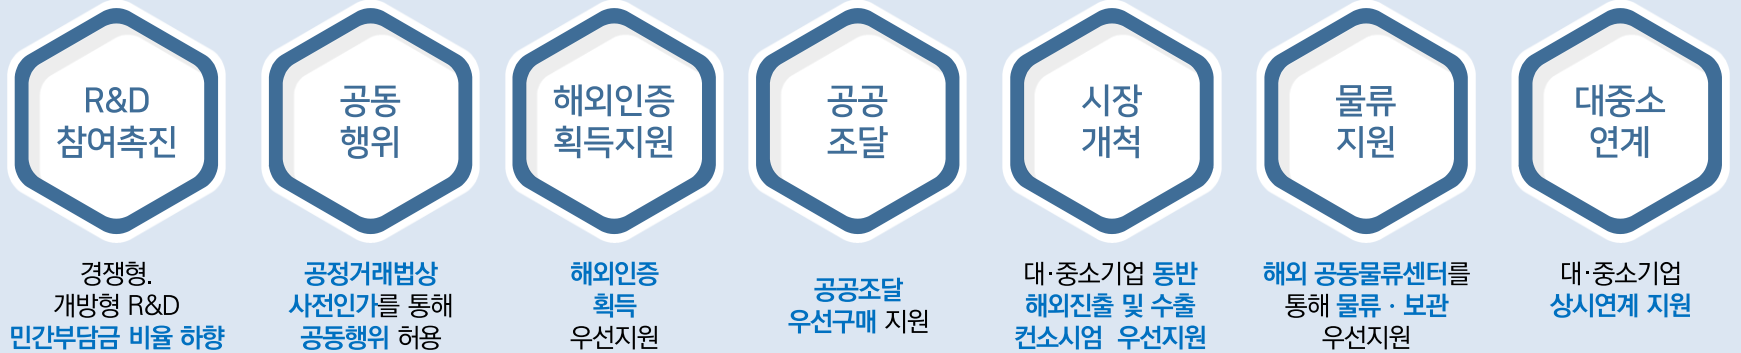 R&D
참여촉진
공동
행위
해외인증
획득지원
공공
조달
시장
개척
물류
지원
대중소
연계
경쟁형.
개방형 R&D
민간부담금 비율 하향
공정거래법상
사전인가를 통해
공동행위 허용
해외인증
획득
우선지원
공공조달
우선구매 지원
대·중소기업 동반
해외진출 및 수출
컨소시엄 우선지원
해외 공동물류센터를
통해 물류 · 보관
우선지원
대·중소기업
상시연계 지원